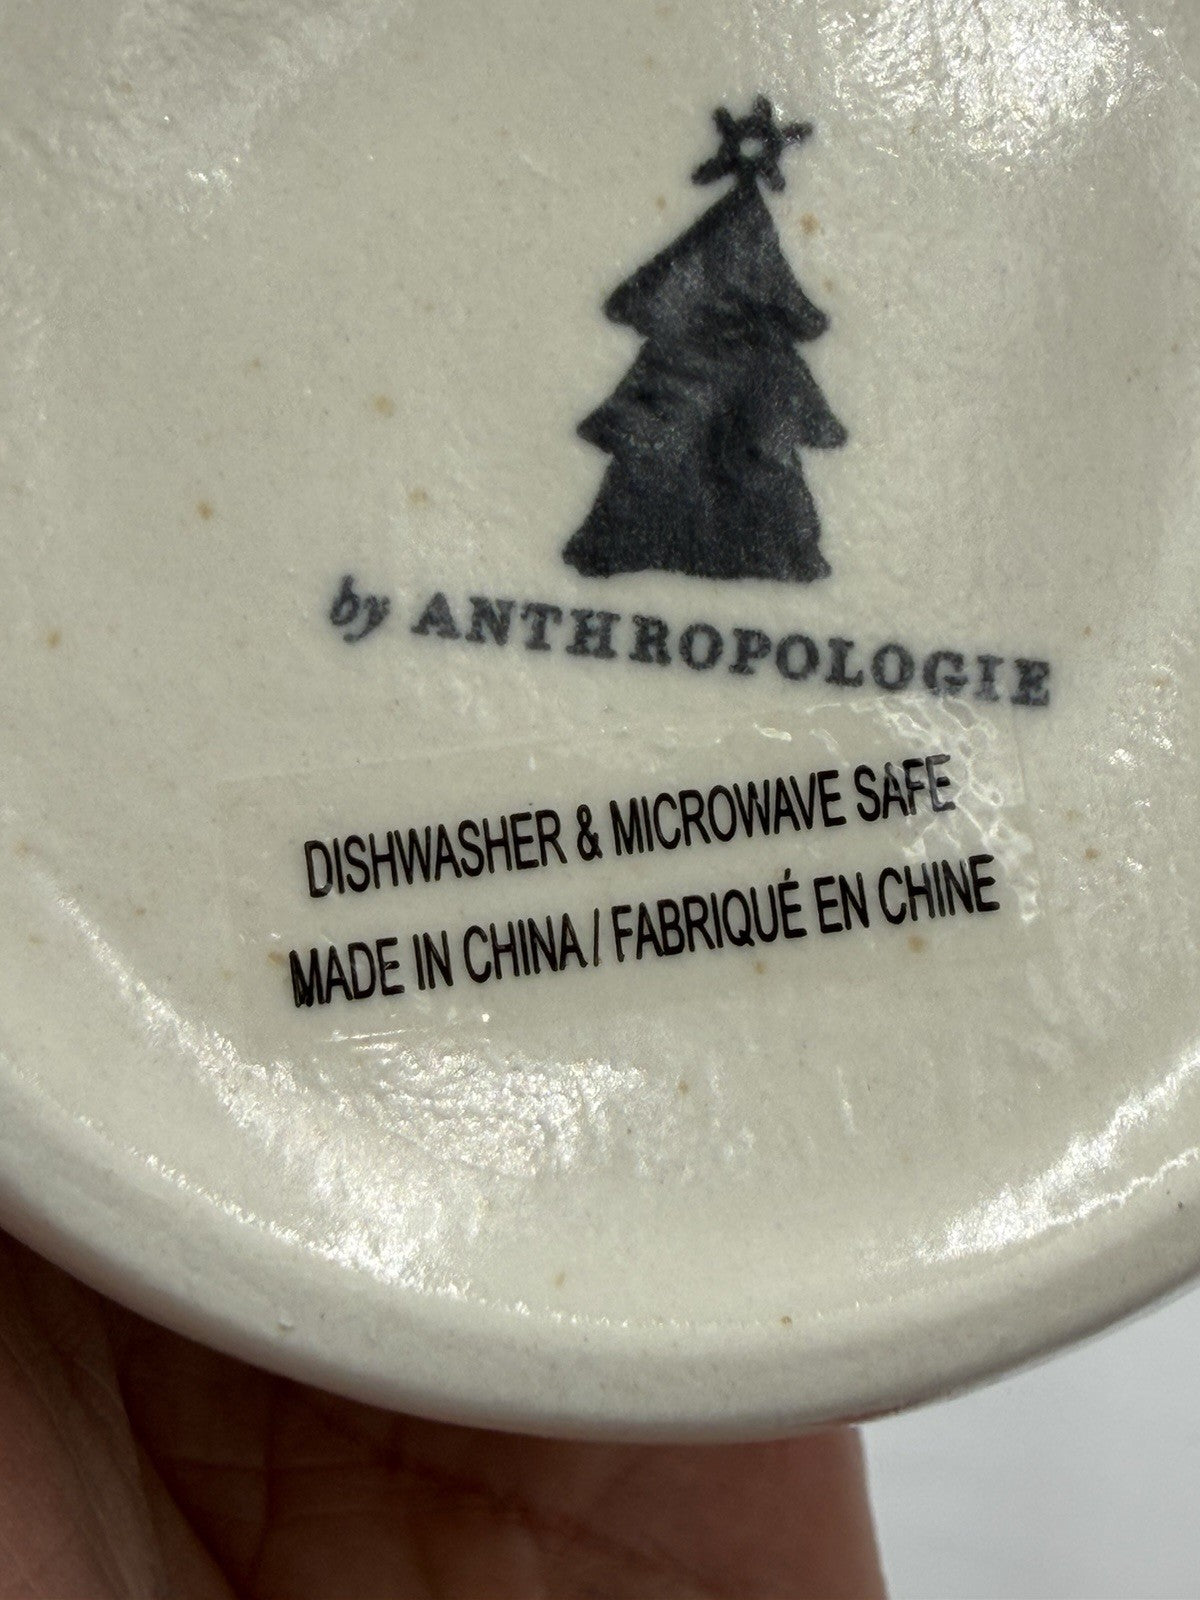 by ANTHROPOLOGIE
DISHWASHER & MICROWAVE SAFE
MADE IN CHINA / FABRIQUÉ EN CHINE